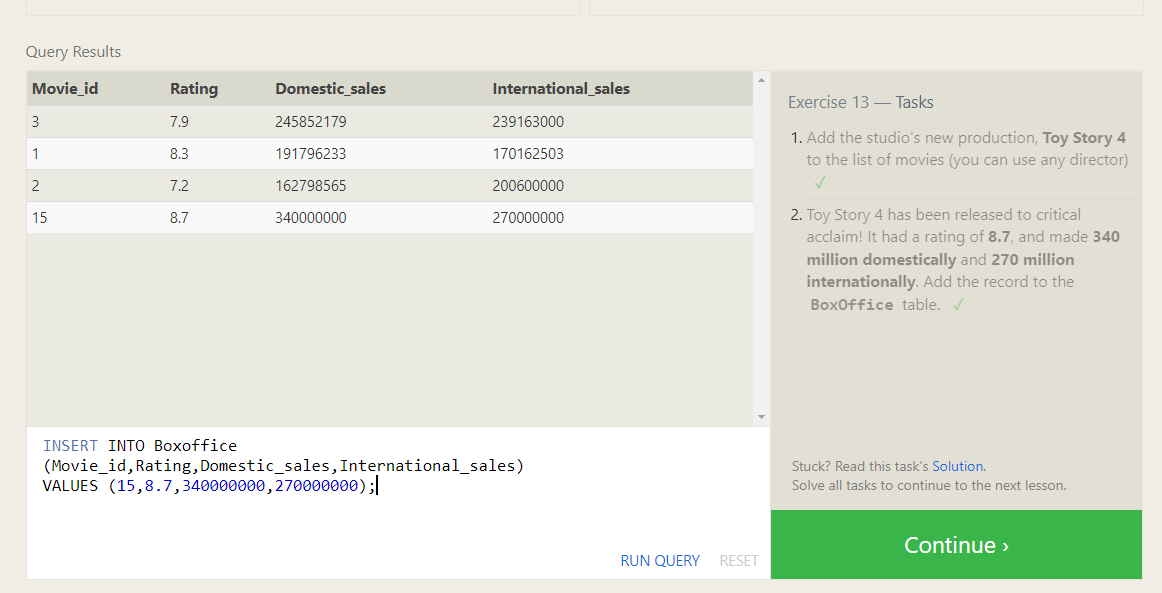 Query Results
Movie_id Rating Domestic_sales International_sales
3 7.9 245852179 239163000
1 8.3 191796233 170162503
2 7.2 162798565 200600000
15 8.7 340000000 270000000
INSERT INTO Boxoffice
(Movie_id,Rating,Domestic_sales,International_sales)
VALUES (15,8.7,340000000,270000000);
RUN QUERY RESET
Exercise 13 — Tasks
1. Add the studio's new production, Toy Story 4
to the list of movies (you can use any director)
✓
2. Toy Story 4 has been released to critical
acclaim! It had a rating of 8.7, and made 340
million domestically and 270 million
internationally. Add the record to the
BoxOffice table. ✓
Stuck? Read this task's Solution.
Solve all tasks to continue to the next lesson.
Continue ›